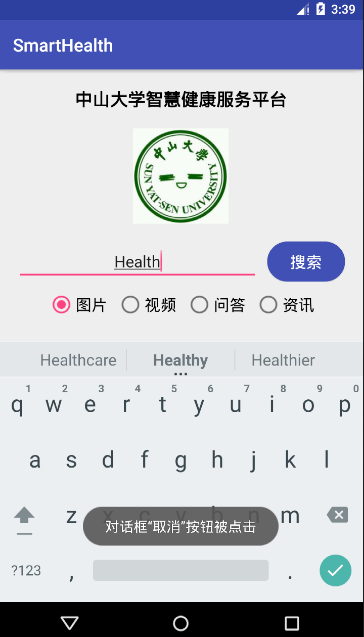 3:39
SmartHealth
中山大学智慧健康服务平台
中山大学
SUN YAT-SEN UNIVERSITY
Health
搜索
图片 视频 问答 资讯
Healthcare Healthy Healthier
1 2 3 4 5 6 7 8 9 0
q w e r t y u i o p
a s d f g h j k l
z x c v b n m
对话框“取消”按钮被点击
?123 , .